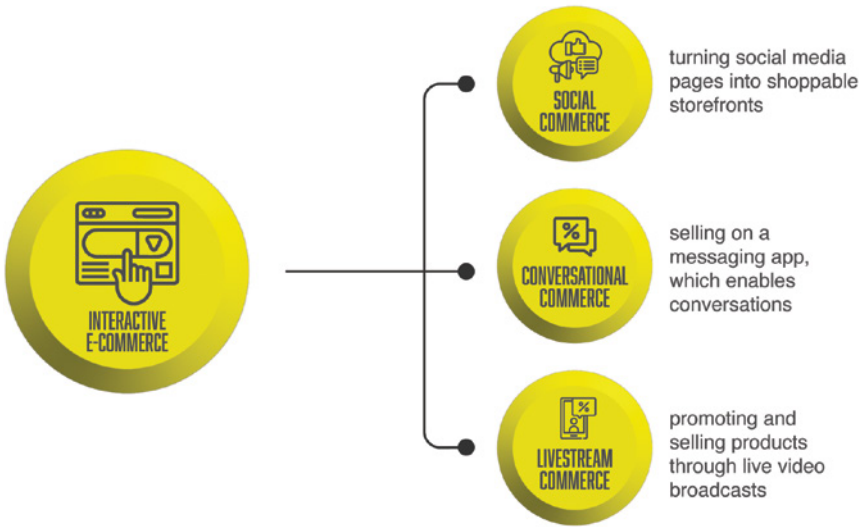 INTERACTIVE
E-COMMERCE
SOCIAL
COMMERCE
turning social media
pages into shoppable
storefronts
%
CONVERSATIONAL
COMMERCE
selling on a
messaging app,
which enables
conversations
%
LIVESTREAM
COMMERCE
promoting and
selling products
through live video
broadcasts